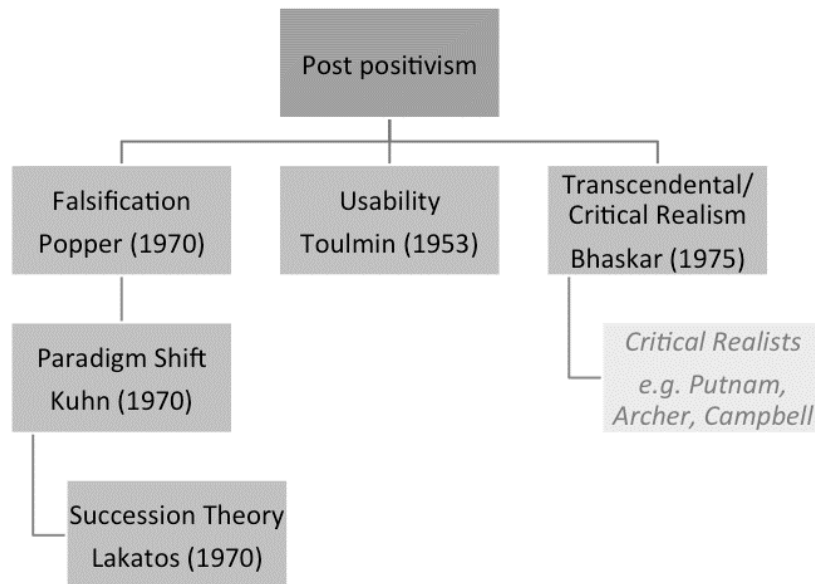 Post positivism
Falsification
Popper (1970)
Usability
Toulmin (1953)
Transcendental/
Critical Realism
Bhaskar (1975)
Paradigm Shift
Kuhn (1970)
Critical Realists
e.g. Putnam,
Archer, Campbell
Succession Theory
Lakatos (1970)